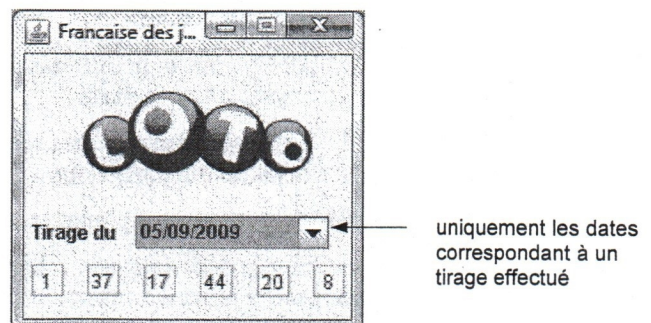 Francaise des j...
LOTO
Tirage du 05/09/2009
1 37 17 44 20 8
uniquement les dates
correspondant à un
tirage effectué